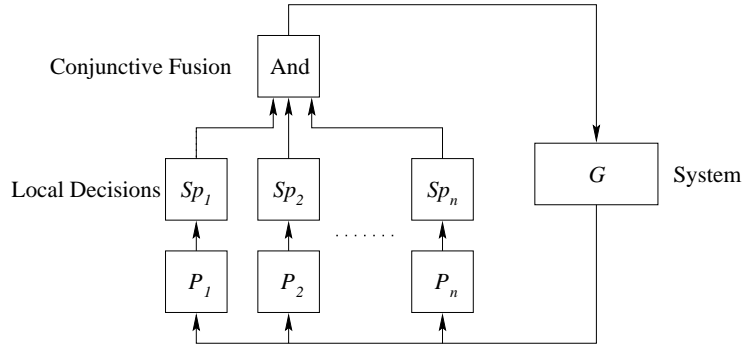 Conjunctive Fusion And
G System
Local Decisions Sp1 Sp2 ....... Spn
P1 P2 Pn